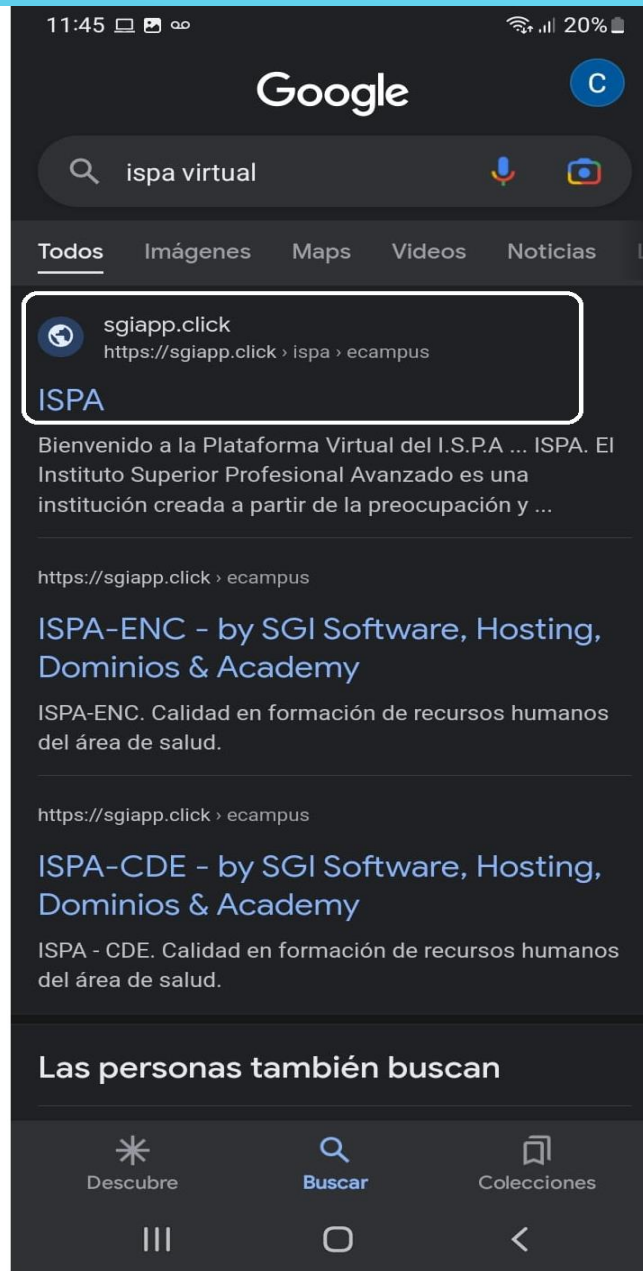 11:45 20%
Google
C
ispa virtual
Todos Imágenes Maps Videos Noticias
sgiapp.click
https://sgiapp.click › ispa › ecampus
ISPA
Bienvenido a la Plataforma Virtual del I.S.P.A ... ISPA. El
Instituto Superior Profesional Avanzado es una
institución creada a partir de la preocupación y ...
https://sgiapp.click › ecampus
ISPA-ENC - by SGI Software, Hosting,
Dominios & Academy
ISPA-ENC. Calidad en formación de recursos humanos
del área de salud.
https://sgiapp.click › ecampus
ISPA-CDE - by SGI Software, Hosting,
Dominios & Academy
ISPA - CDE. Calidad en formación de recursos humanos
del área de salud.
Las personas también buscan
Descubre Buscar Colecciones